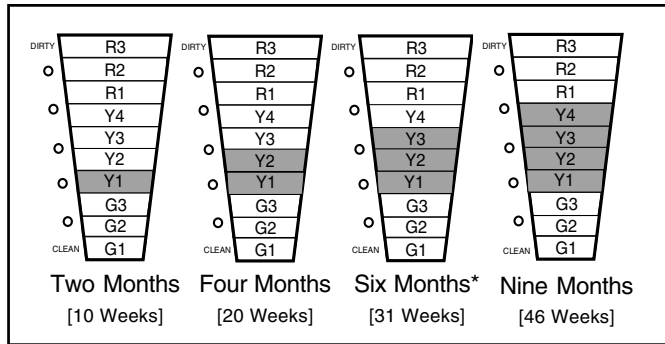 DIRTY R3 DIRTY R3 DIRTY R3 DIRTY R3
R2 R2 R2 R2
R1 R1 R1 R1
Y4 Y4 Y4 Y4
Y3 Y3 Y3 Y3
Y2 Y2 Y2 Y2
Y1 Y1 Y1 Y1
G3 G3 G3 G3
G2 G2 G2 G2
CLEAN G1 CLEAN G1 CLEAN G1 CLEAN G1
Two Months Four Months Six Months* Nine Months
[10 Weeks] [20 Weeks] [31 Weeks] [46 Weeks]